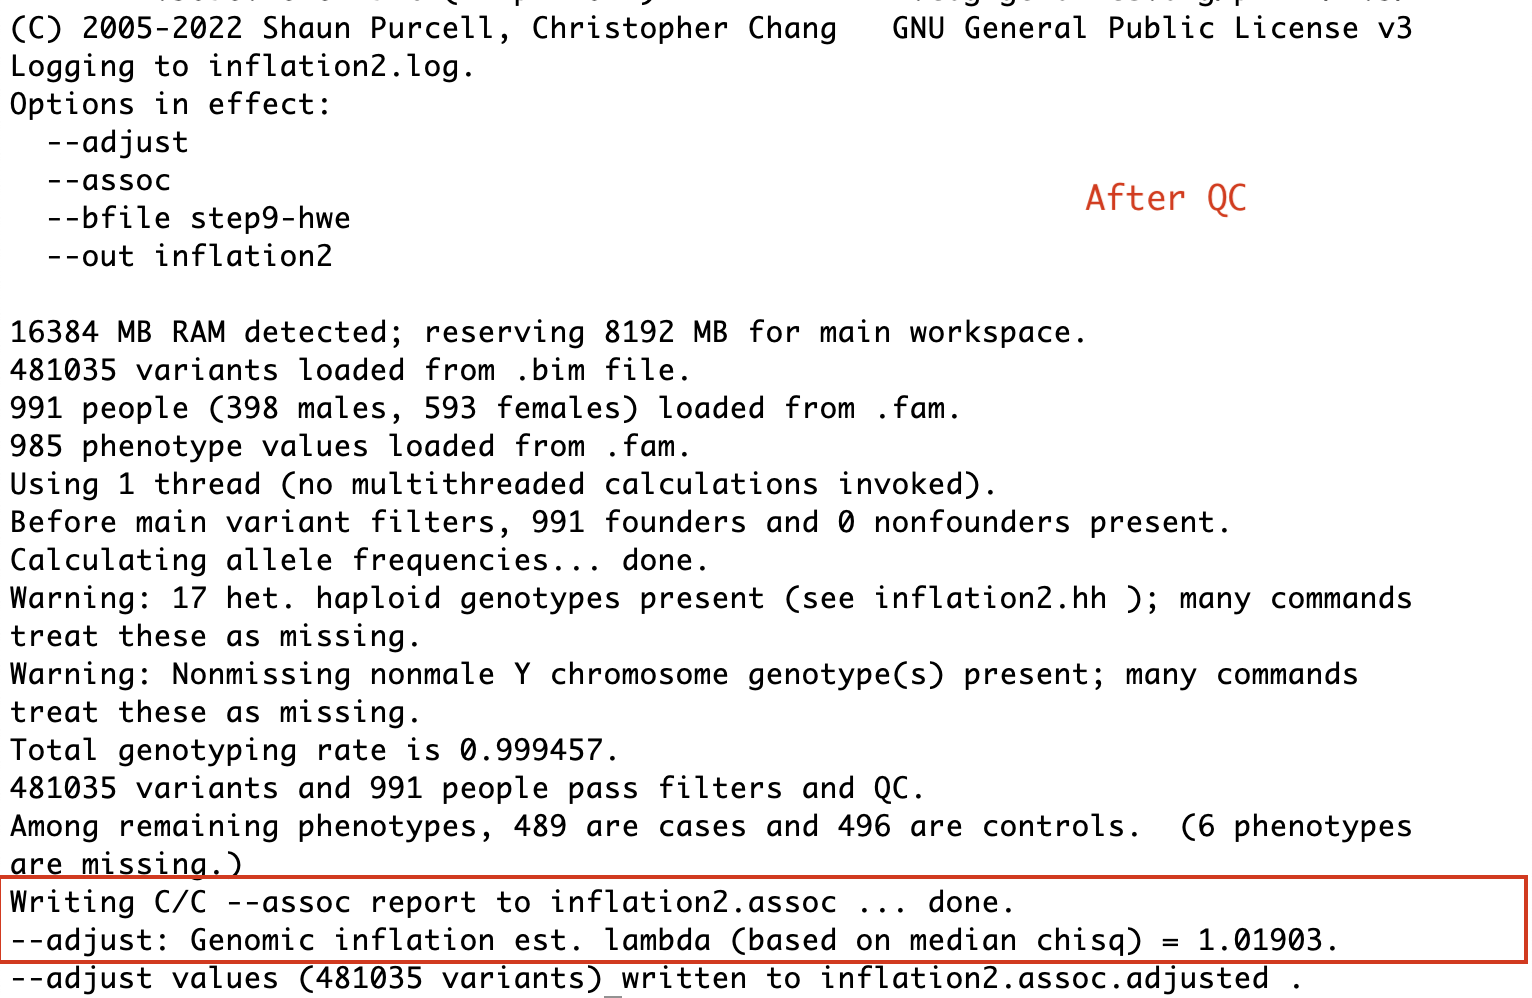 (C) 2005-2022 Shaun Purcell, Christopher Chang   GNU General Public License v3
Logging to inflation2.log.
Options in effect:
  --adjust
  --assoc
After QC
  --bfile step9-hwe
  --out inflation2
16384 MB RAM detected; reserving 8192 MB for main workspace.
481035 variants loaded from .bim file.
991 people (398 males, 593 females) loaded from .fam.
985 phenotype values loaded from .fam.
Using 1 thread (no multithreaded calculations invoked).
Before main variant filters, 991 founders and 0 nonfounders present.
Calculating allele frequencies... done.
Warning: 17 het. haploid genotypes present (see inflation2.hh ); many commands
treat these as missing.
Warning: Nonmissing nonmale Y chromosome genotype(s) present; many commands
treat these as missing.
Total genotyping rate is 0.999457.
481035 variants and 991 people pass filters and QC.
Among remaining phenotypes, 489 are cases and 496 are controls.  (6 phenotypes
are missing.)
Writing C/C --assoc report to inflation2.assoc ... done.
--adjust: Genomic inflation est. lambda (based on median chisq) = 1.01903.
--adjust values (481035 variants) written to inflation2.assoc.adjusted .